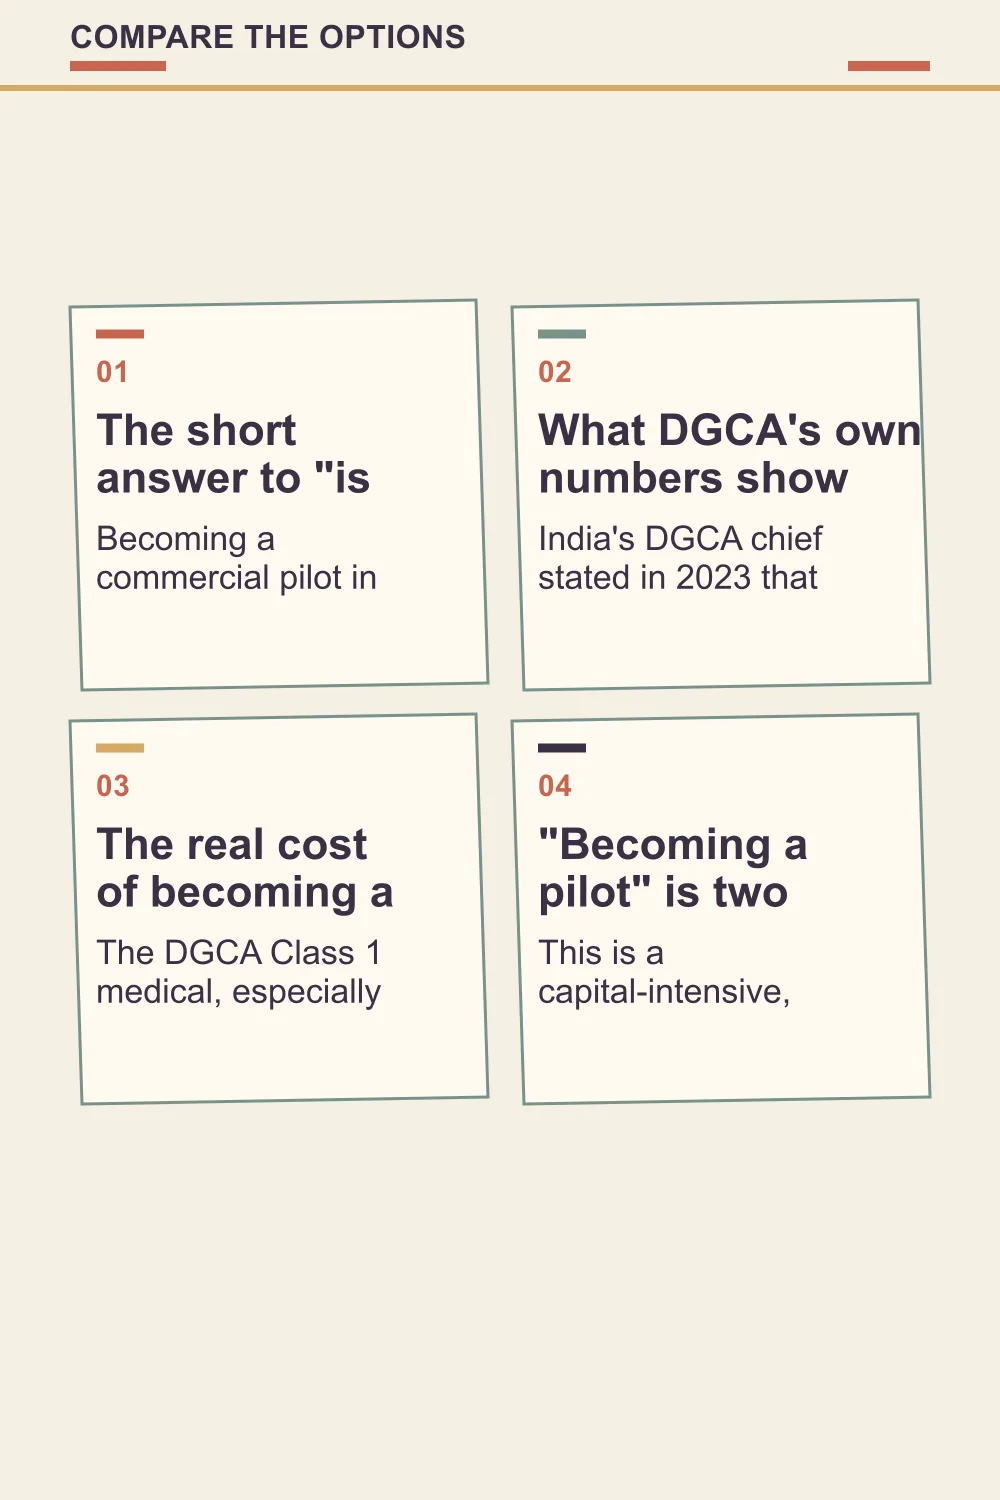 COMPARE THE OPTIONS
01
The short
answer to "is
Becoming a
commercial pilot in
02
What DGCA's own
numbers show
India's DGCA chief
stated in 2023 that
03
The real cost
of becoming a
The DGCA Class 1
medical, especially
04
"Becoming a
pilot" is two
This is a
capital-intensive,